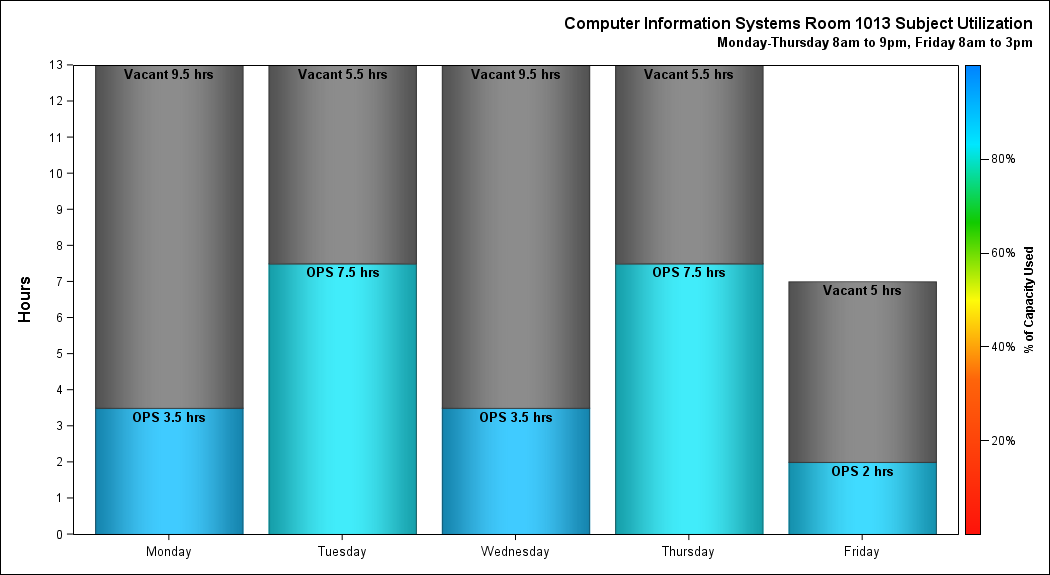 Computer Information Systems Room 1013 Subject Utilization
Monday-Thursday 8am to 9pm, Friday 8am to 3pm
Hours
13
12
11
10
9
8
7
6
5
4
3
2
1
0
Vacant 9.5 hrs
OPS 3.5 hrs
Vacant 5.5 hrs
OPS 7.5 hrs
Vacant 9.5 hrs
OPS 3.5 hrs
Vacant 5.5 hrs
OPS 7.5 hrs
Vacant 5 hrs
OPS 2 hrs
Monday
Tuesday
Wednesday
Thursday
Friday
80%
60%
40%
20%
% of Capacity Used